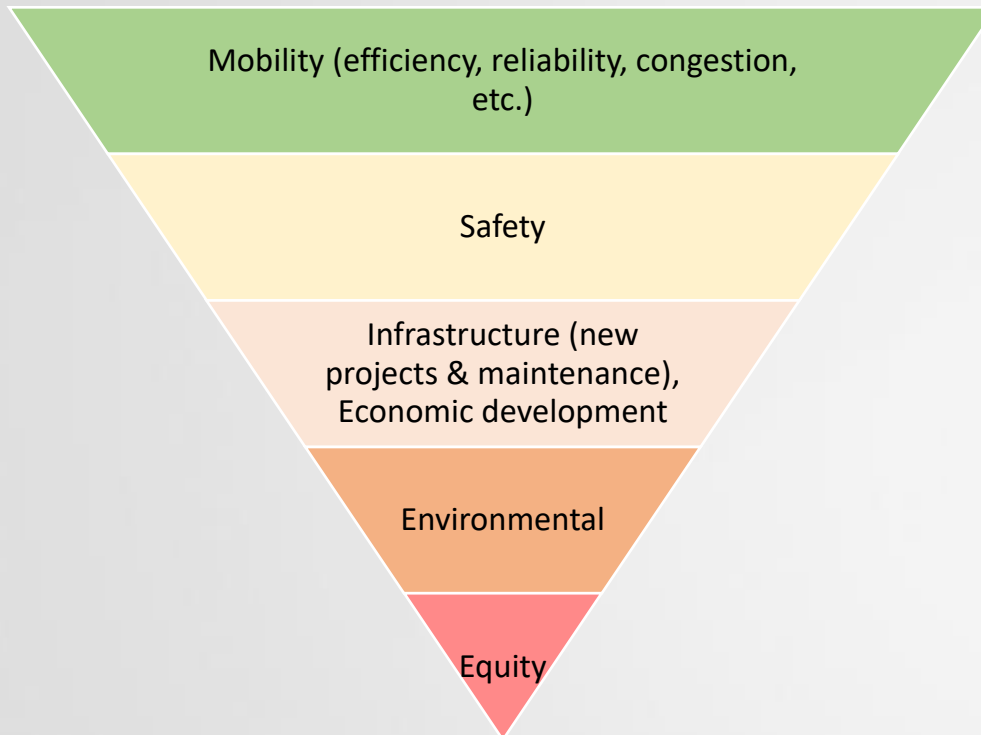 Mobility (efficiency, reliability, congestion,
etc.)
Safety
Infrastructure (new
projects & maintenance),
Economic development
Environmental
Equity